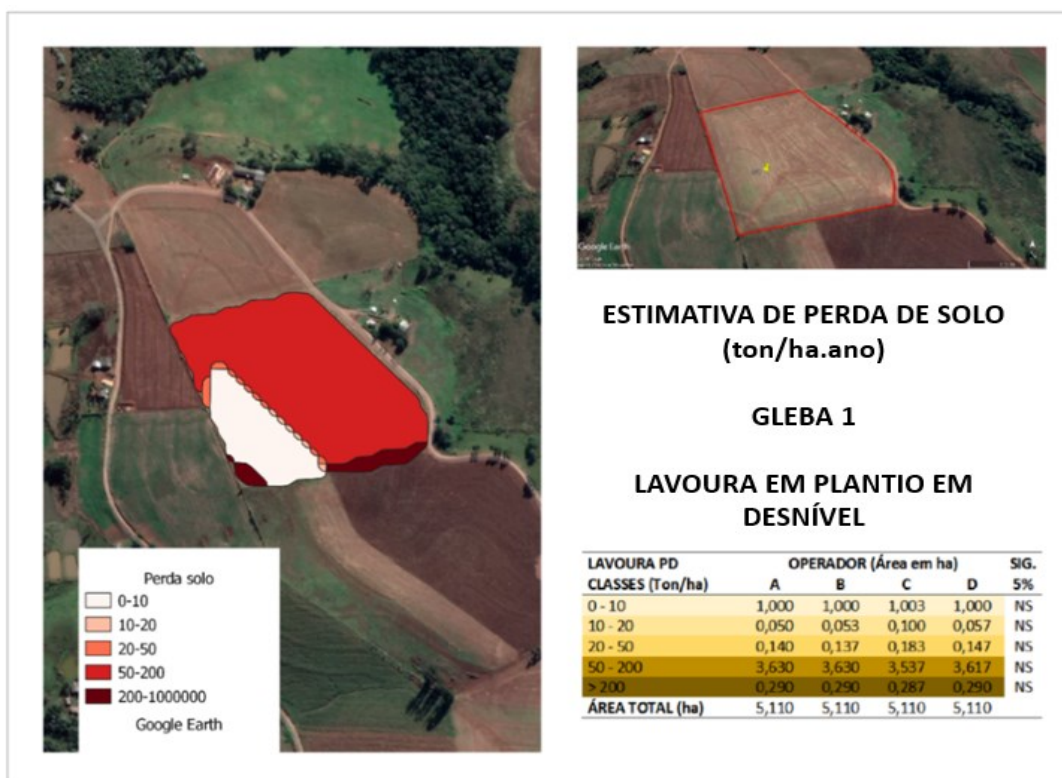 Perda solo
0-10
10-20
20-50
50-200
200-1000000
Google Earth
Google Earth
ESTIMATIVA DE PERDA DE SOLO
(ton/ha.ano)
GLEBA 1
LAVOURA EM PLANTIO EM
DESNÍVEL
LAVOURA PD OPERADOR (Área em ha) SIG.
CLASSES (Ton/ha) A B C D 5%
0 - 10 1,000 1,000 1,003 1,000 NS
10 - 20 0,050 0,053 0,100 0,057 NS
20 - 50 0,140 0,137 0,183 0,147 NS
50 - 200 3,630 3,630 3,537 3,617 NS
> 200 0,290 0,290 0,287 0,290 NS
ÁREA TOTAL (ha) 5,110 5,110 5,110 5,110